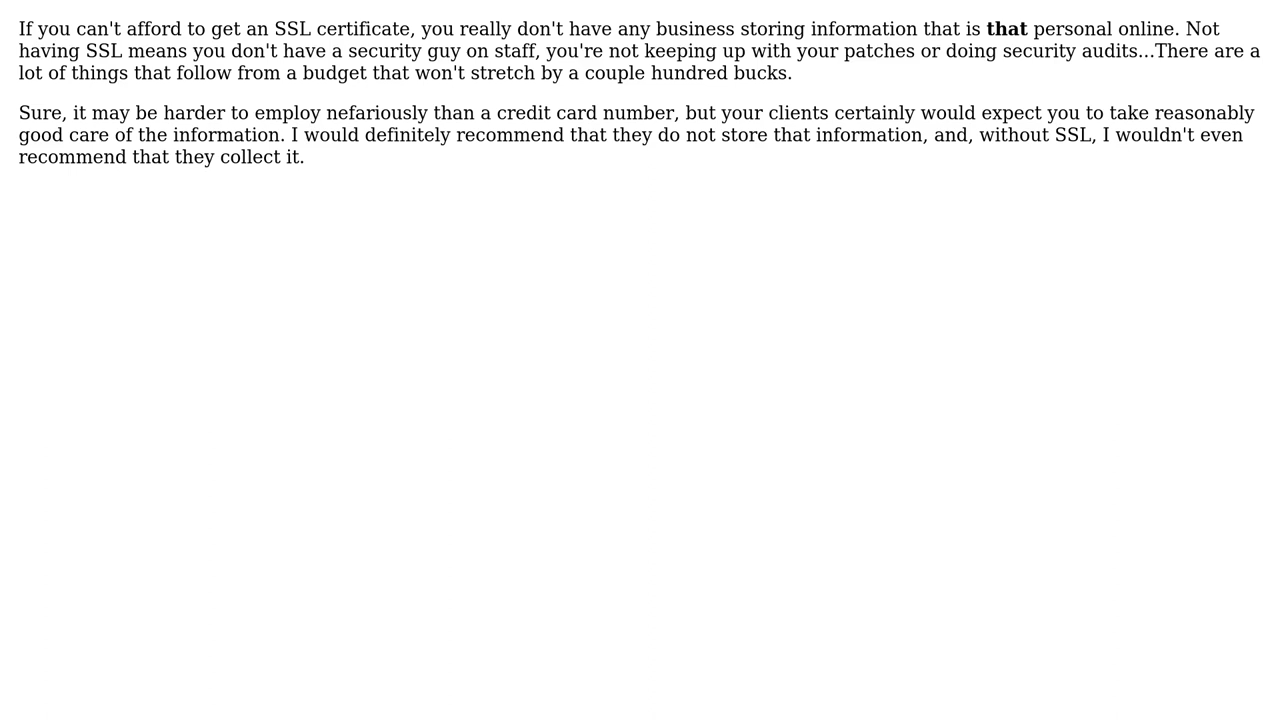 If you can't afford to get an SSL certificate, you really don't have any business storing information that is that personal online. Not
having SSL means you don't have a security guy on staff, you're not keeping up with your patches or doing security audits...There are a
lot of things that follow from a budget that won't stretch by a couple hundred bucks.
Sure, it may be harder to employ nefariously than a credit card number, but your clients certainly would expect you to take reasonably
good care of the information. I would definitely recommend that they do not store that information, and, without SSL, I wouldn't even
recommend that they collect it.